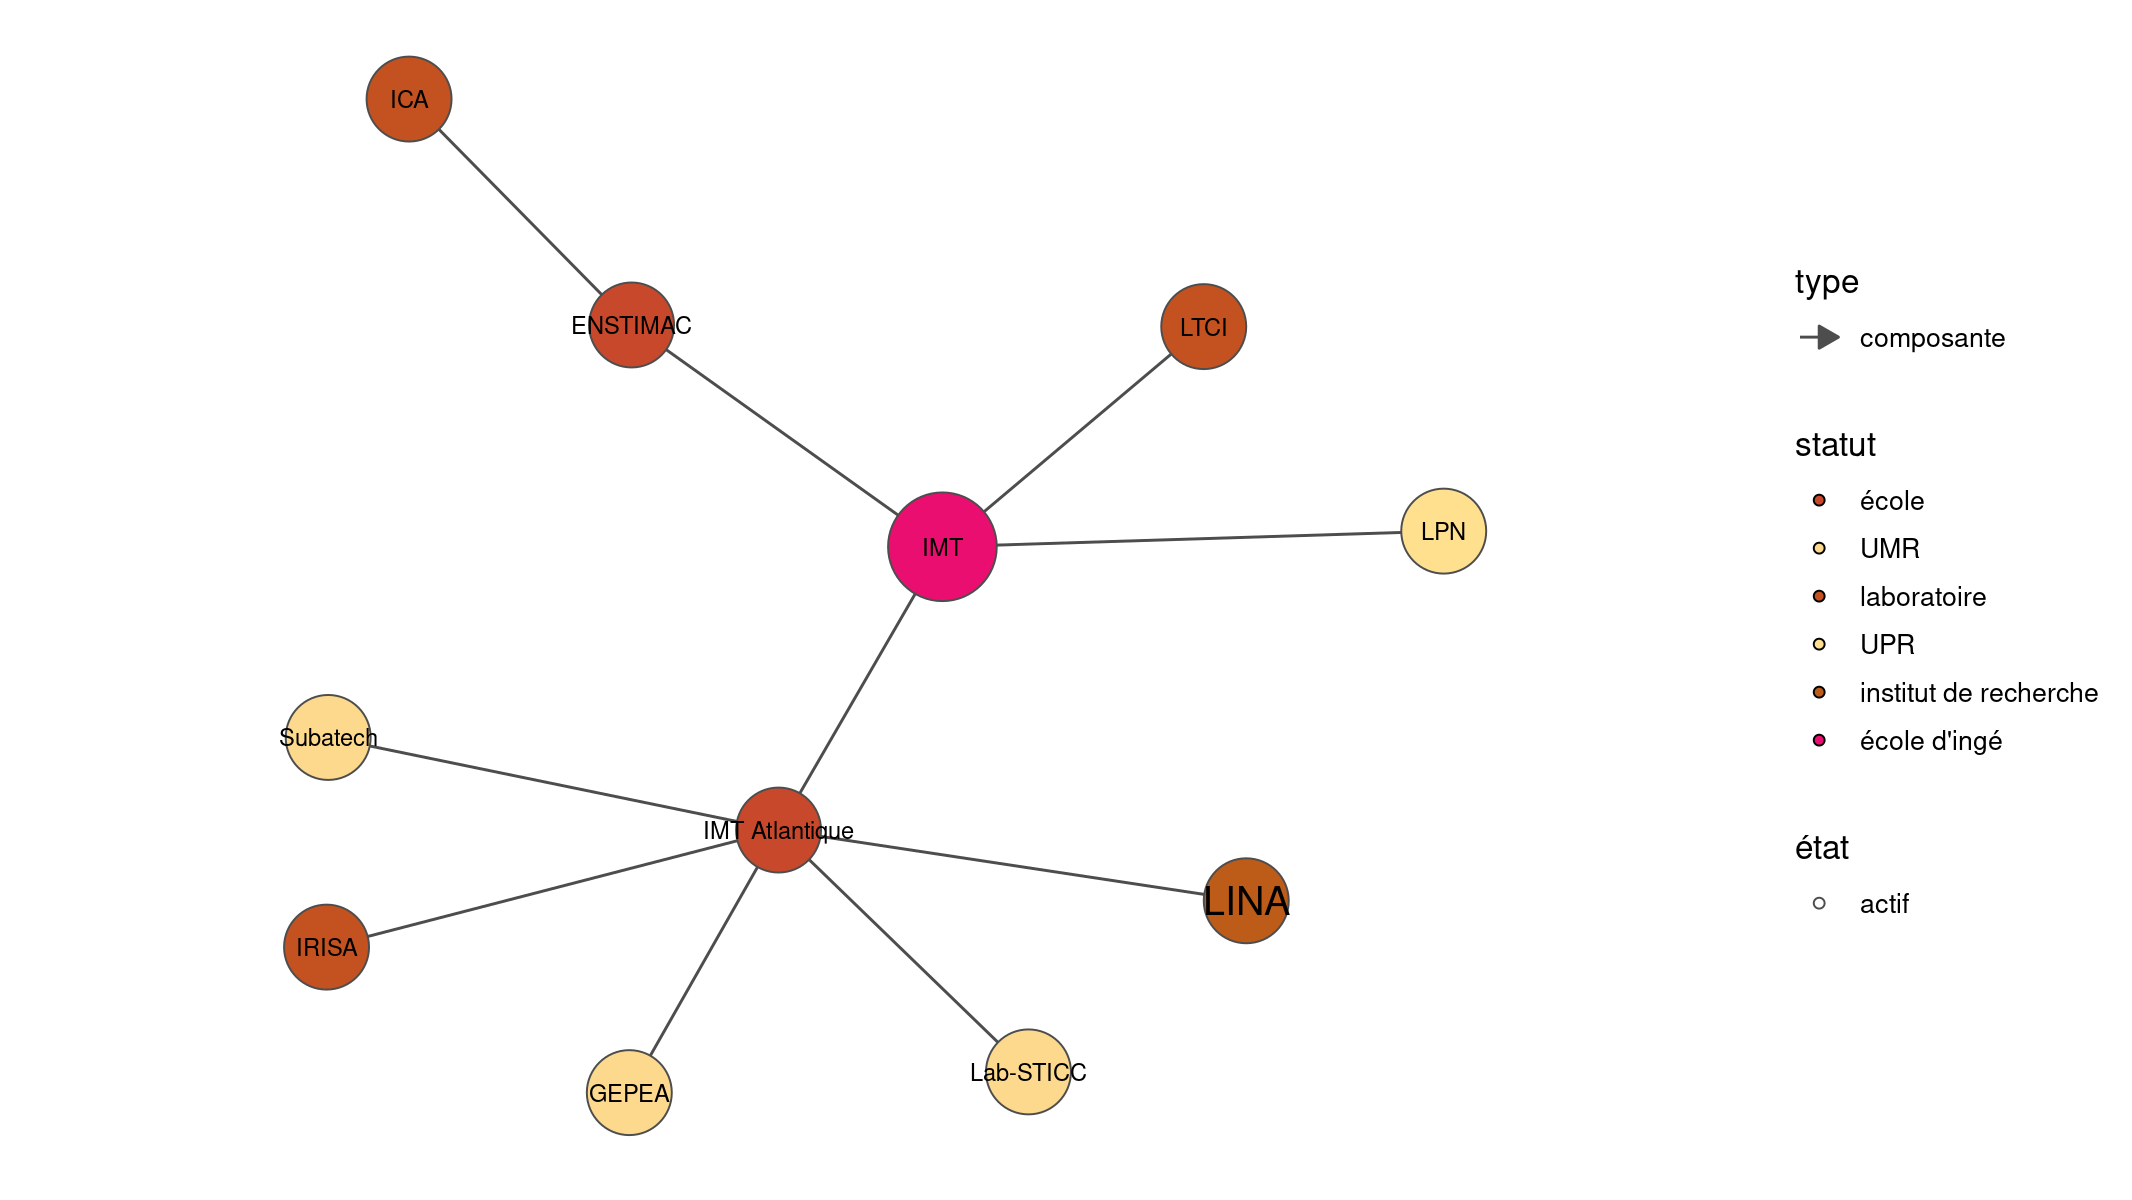 ICA
ENSTIMAC
LTCI
IMT
LPN
Subatech
IMT Atlantique
LINA
IRISA
Lab-STICC
GEPEA
type
composante
statut
école
UMR
laboratoire
UPR
institut de recherche
école d'ingé
état
actif